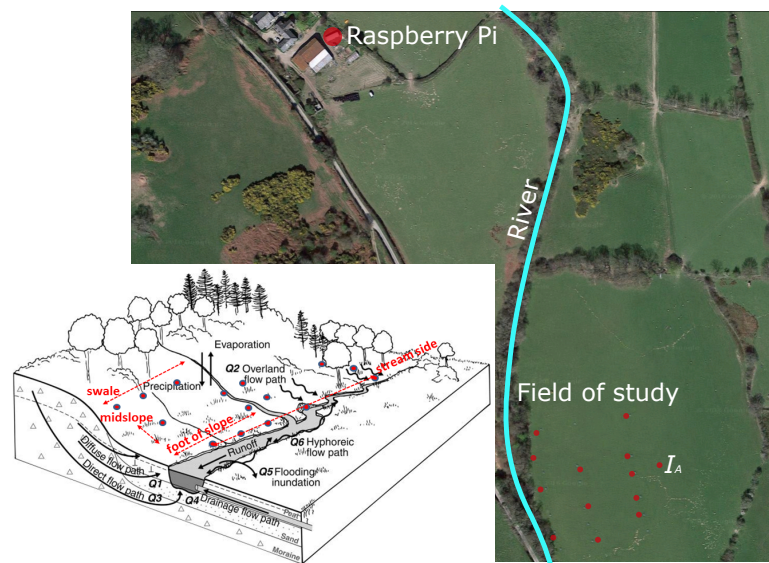 Raspberry Pi
River
Field of study
I_A
Evaporation
Q2 Overland
flow path
stream side
swale
Precipitation
midslope
foot of slope
Runoff
Q6 Hyphoreic
flow path
Diffuse flow path
Q1
Direct flow path
Q3
Q4
Q5 Flooding/
inundation
Drainage flow path
Peat
Sand
Moraine